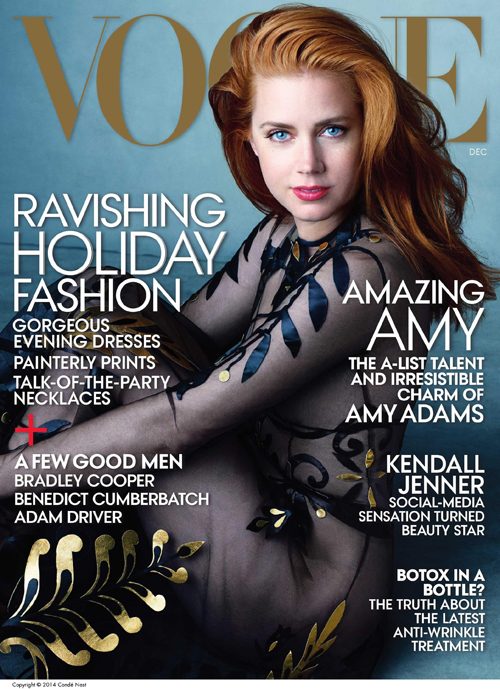 VOGUE
DEC
RAVISHING
HOLIDAY
FASHION
GORGEOUS
EVENING DRESSES
PAINTERLY PRINTS
TALK-OF-THE-PARTY
NECKLACES
+
A FEW GOOD MEN
BRADLEY COOPER
BENEDICT CUMBERBATCH
ADAM DRIVER
AMAZING
AMY
THE A-LIST TALENT
AND IRRESISTIBLE
CHARM OF
AMY ADAMS
KENDALL
JENNER
SOCIAL-MEDIA
SENSATION TURNED
BEAUTY STAR
BOTOX IN A
BOTTLE?
THE TRUTH ABOUT
THE LATEST
ANTI-WRINKLE
TREATMENT
Copyright © 2014 Condé Nast